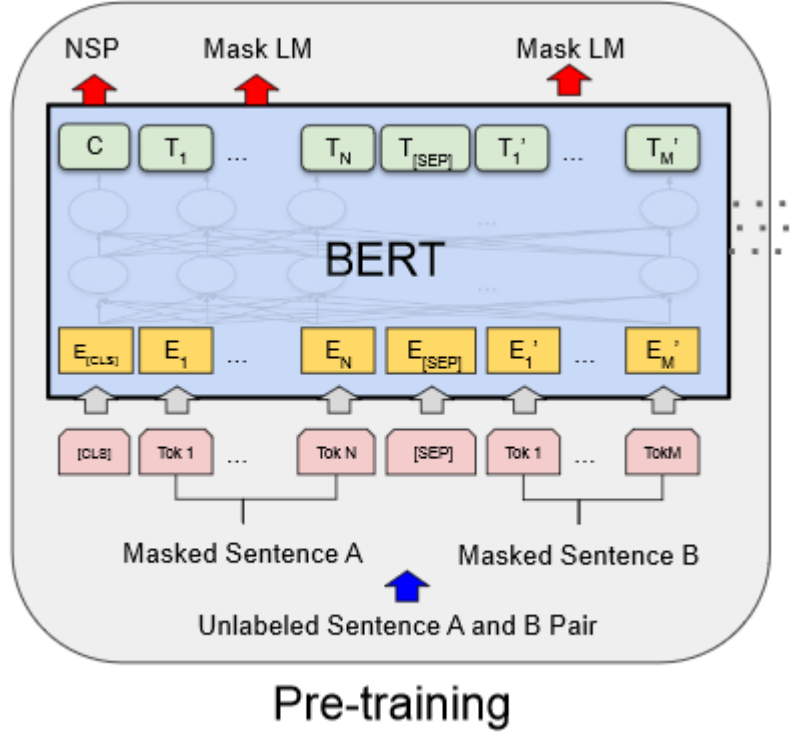 NSP Mask LM Mask LM
C T1 ... TN T[SEP] T1' ... TM'
...
BERT
...
E[CLS] E1 ... EN E[SEP] E1' ... EM'
[CLS] Tok 1 ... Tok N [SEP] Tok 1 ... TokM
Masked Sentence A Masked Sentence B
Unlabeled Sentence A and B Pair
Pre-training